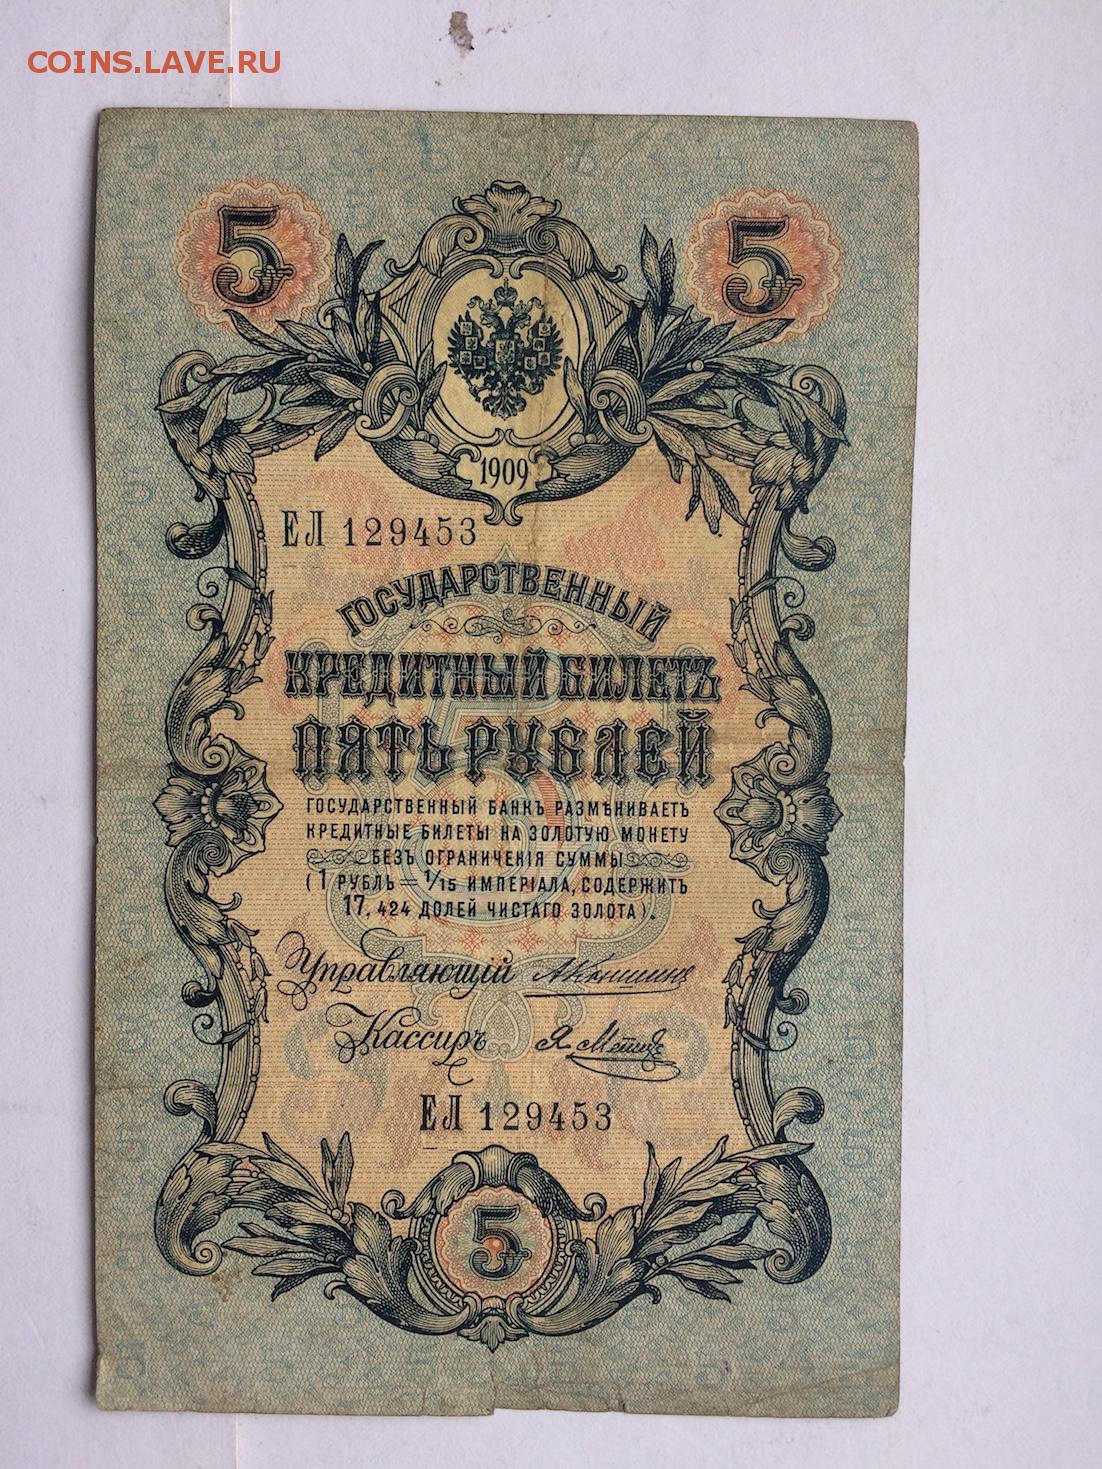 COINS.LAVE.RU
5 5
1909
ЕЛ 129453
ГОСУДАРСТВЕННЫЙ
КРЕДИТНЫЙ БИЛЕТЪ
ПЯТЬ РУБЛЕЙ
ГОСУДАРСТВЕННЫЙ БАНКЪ РАЗМѢНИВАЕТЪ
КРЕДИТНЫЕ БИЛЕТЫ НА ЗОЛОТУЮ МОНЕТУ
БЕЗЪ ОГРАНИЧЕНІЯ СУММЫ
(1 РУБЛЬ = 1/15 ИМПЕРІАЛА, СОДЕРЖИТЪ
17,424 ДОЛЕЙ ЧИСТАГО ЗОЛОТА).
Управляющій АКоншинъ
Кассиръ Я. Метцъ
ЕЛ 129453
5